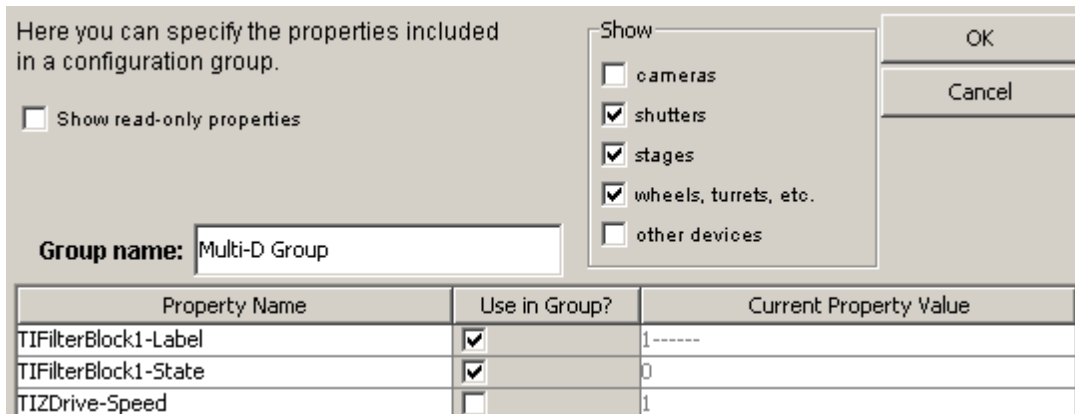 Here you can specify the properties included
in a configuration group.
Show read-only properties
Show
cameras
shutters
stages
wheels, turrets, etc.
other devices
OK
Cancel
Group name: Multi-D Group
Property Name Use in Group? Current Property Value
TIFilterBlock1-Label 1------
TIFilterBlock1-State 0
TIZDrive-Speed 1